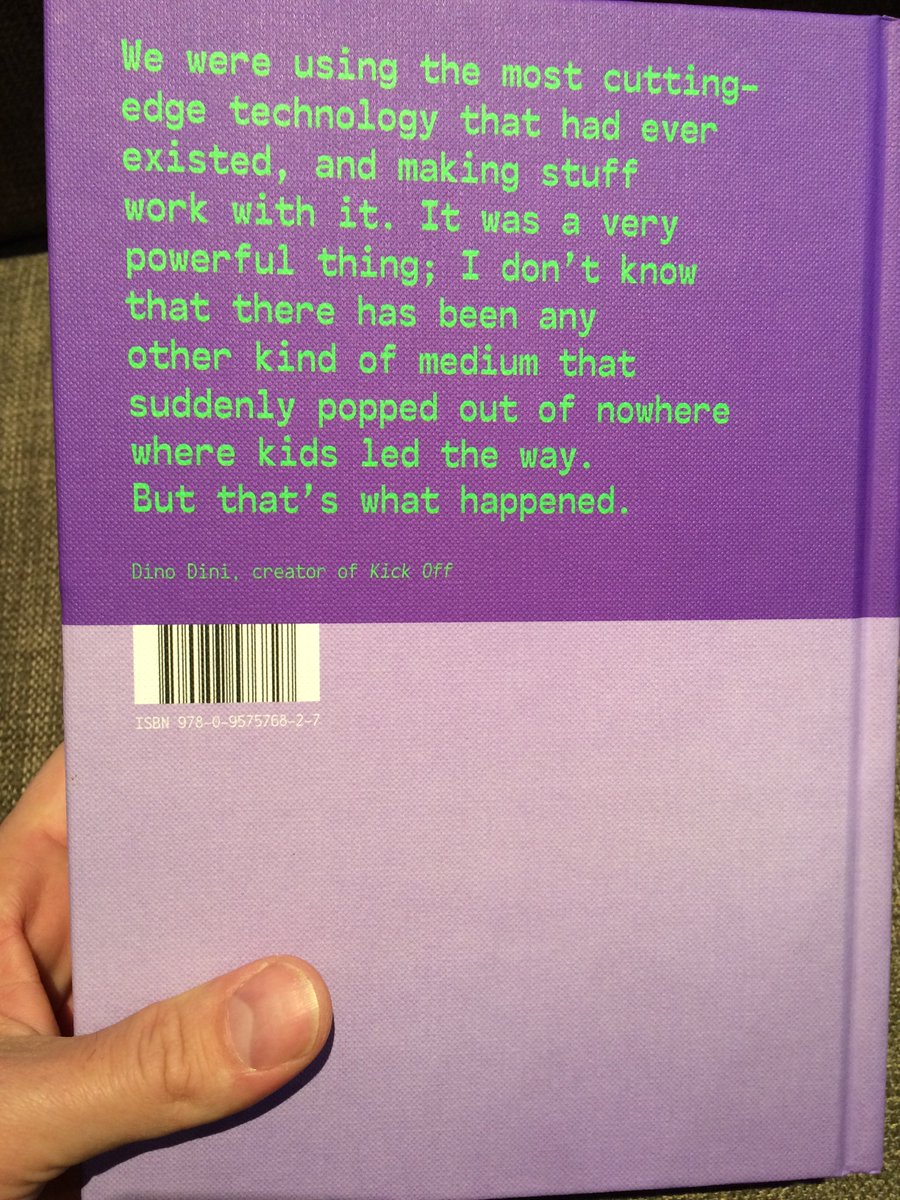 We were using the most cutting-
edge technology that had ever
existed, and making stuff
work with it. It was a very
powerful thing; I don’t know
that there has been any
other kind of medium that
suddenly popped out of nowhere
where kids led the way.
But that’s what happened.
Dino Dini, creator of Kick Off
ISBN 978-0-9575768-2-7